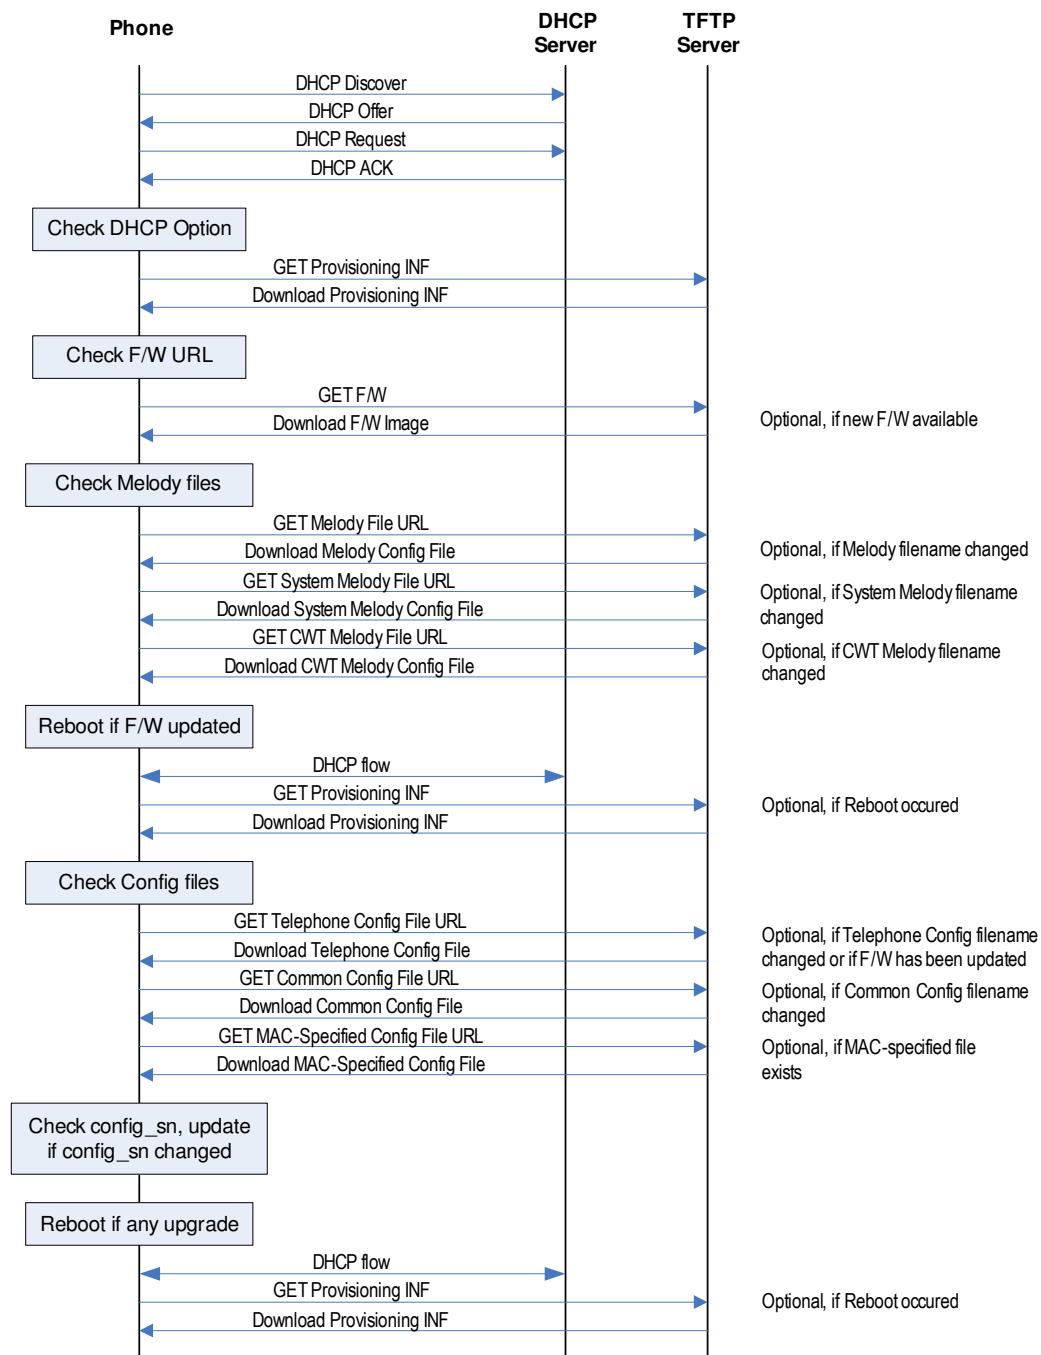 Phone
DHCP
Server
TFTP
Server
DHCP Discover
DHCP Offer
DHCP Request
DHCP ACK
Check DHCP Option
GET Provisioning INF
Download Provisioning INF
Check F/W URL
GET F/W
Download F/W Image
Optional, if new F/W available
Check Melody files
GET Melody File URL
Download Melody Config File
Optional, if Melody filename changed
GET System Melody File URL
Download System Melody Config File
Optional, if System Melody filename
changed
GET CWT Melody File URL
Download CWT Melody Config File
Optional, if CWT Melody filename
changed
Reboot if F/W updated
DHCP flow
GET Provisioning INF
Download Provisioning INF
Optional, if Reboot occured
Check Config files
GET Telephone Config File URL
Download Telephone Config File
Optional, if Telephone Config filename
changed or if F/W has been updated
GET Common Config File URL
Download Common Config File
Optional, if Common Config filename
changed
GET MAC-Specified Config File URL
Download MAC-Specified Config File
Optional, if MAC-specified file
exists
Check config_sn, update
if config_sn changed
Reboot if any upgrade
DHCP flow
GET Provisioning INF
Download Provisioning INF
Optional, if Reboot occured